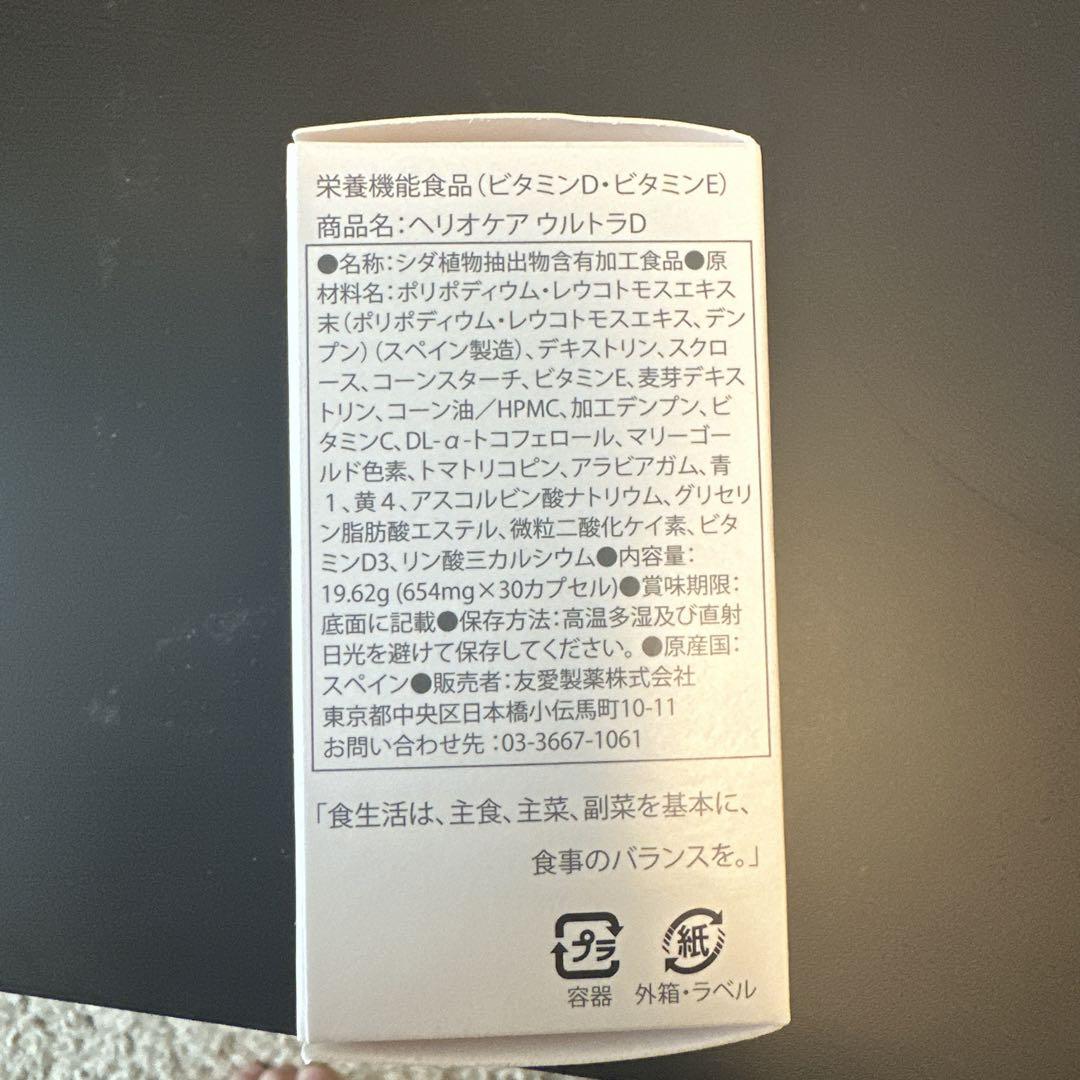 栄養機能食品(ビタミンD・ビタミンE)
商品名:ヘリオケア ウルトラD
●名称:シダ植物抽出物含有加工食品●原
材料名:ポリポディウム・レウコトモスエキス
末(ポリポディウム・レウコトモスエキス、デン
プン)(スペイン製造)、デキストリン、スクロ
ース、コーンスターチ、ビタミンE、麦芽デキス
トリン、コーン油/HPMC、加工デンプン、ビ
タミンC、DL-α-トコフェロール、マリーゴー
ルド色素、トマトリコピン、アラビアガム、青
1、黄4、アスコルビン酸ナトリウム、グリセリ
ン脂肪酸エステル、微粒二酸化ケイ素、ビタ
ミンD3、リン酸三カルシウム●内容量:
19.62g (654mg×30カプセル)●賞味期限:
底面に記載●保存方法:高温多湿及び直射
日光を避けて保存してください。●原産国:
スペイン●販売者:友愛製薬株式会社
東京都中央区日本橋小伝馬町10-11
お問い合わせ先:03-3667-1061
「食生活は、主食、主菜、副菜を基本に、
食事のバランスを。」
プラ 紙
容器 外箱・ラベル